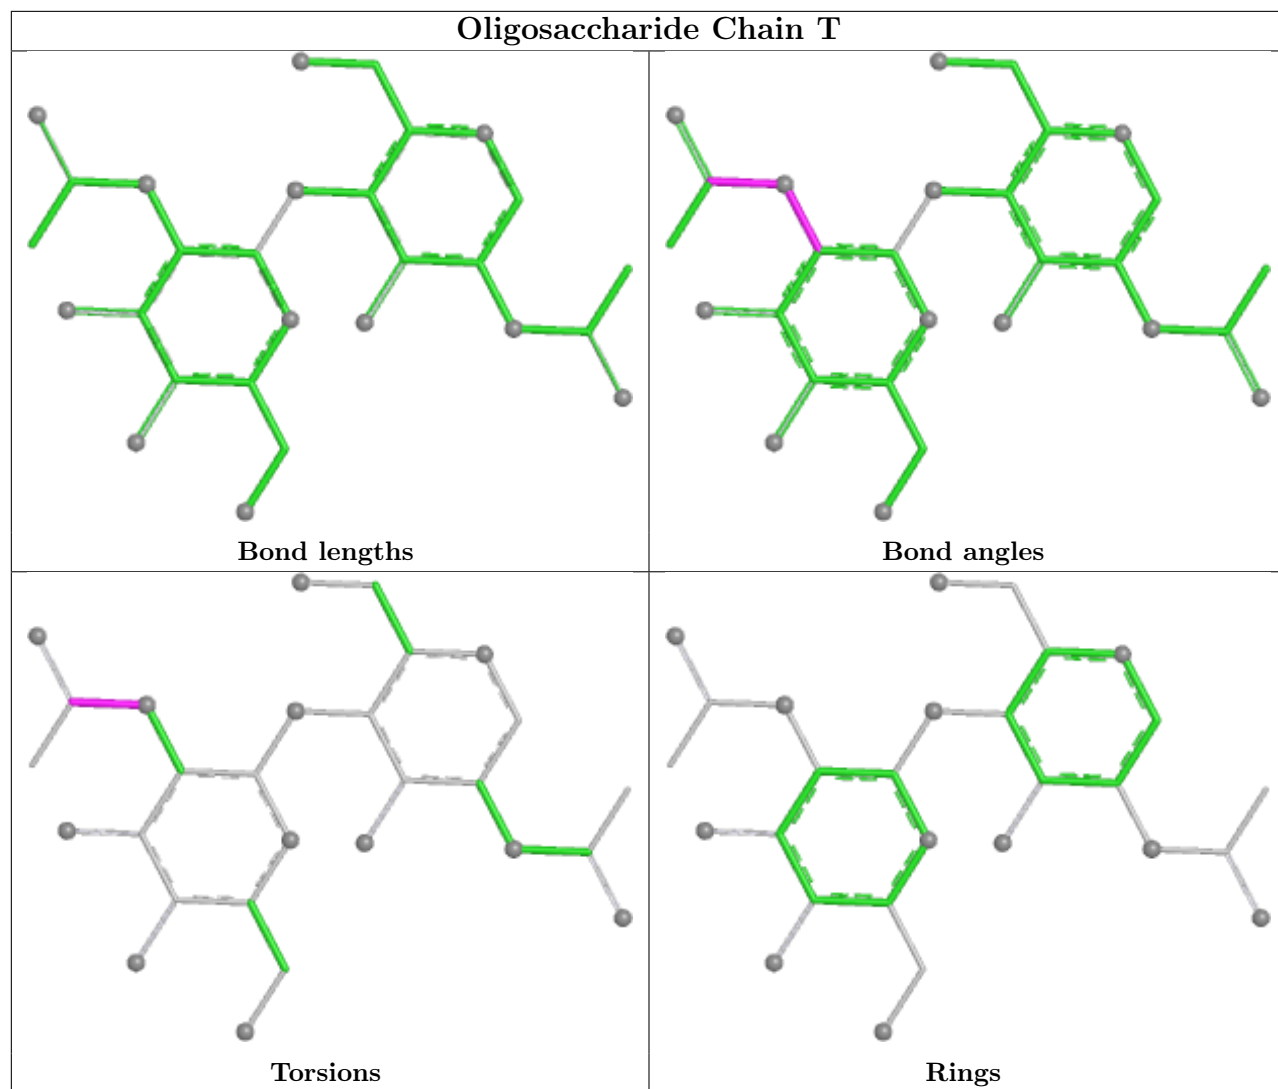 Oligosaccharide Chain T
Bond lengths
Bond angles
Torsions
Rings